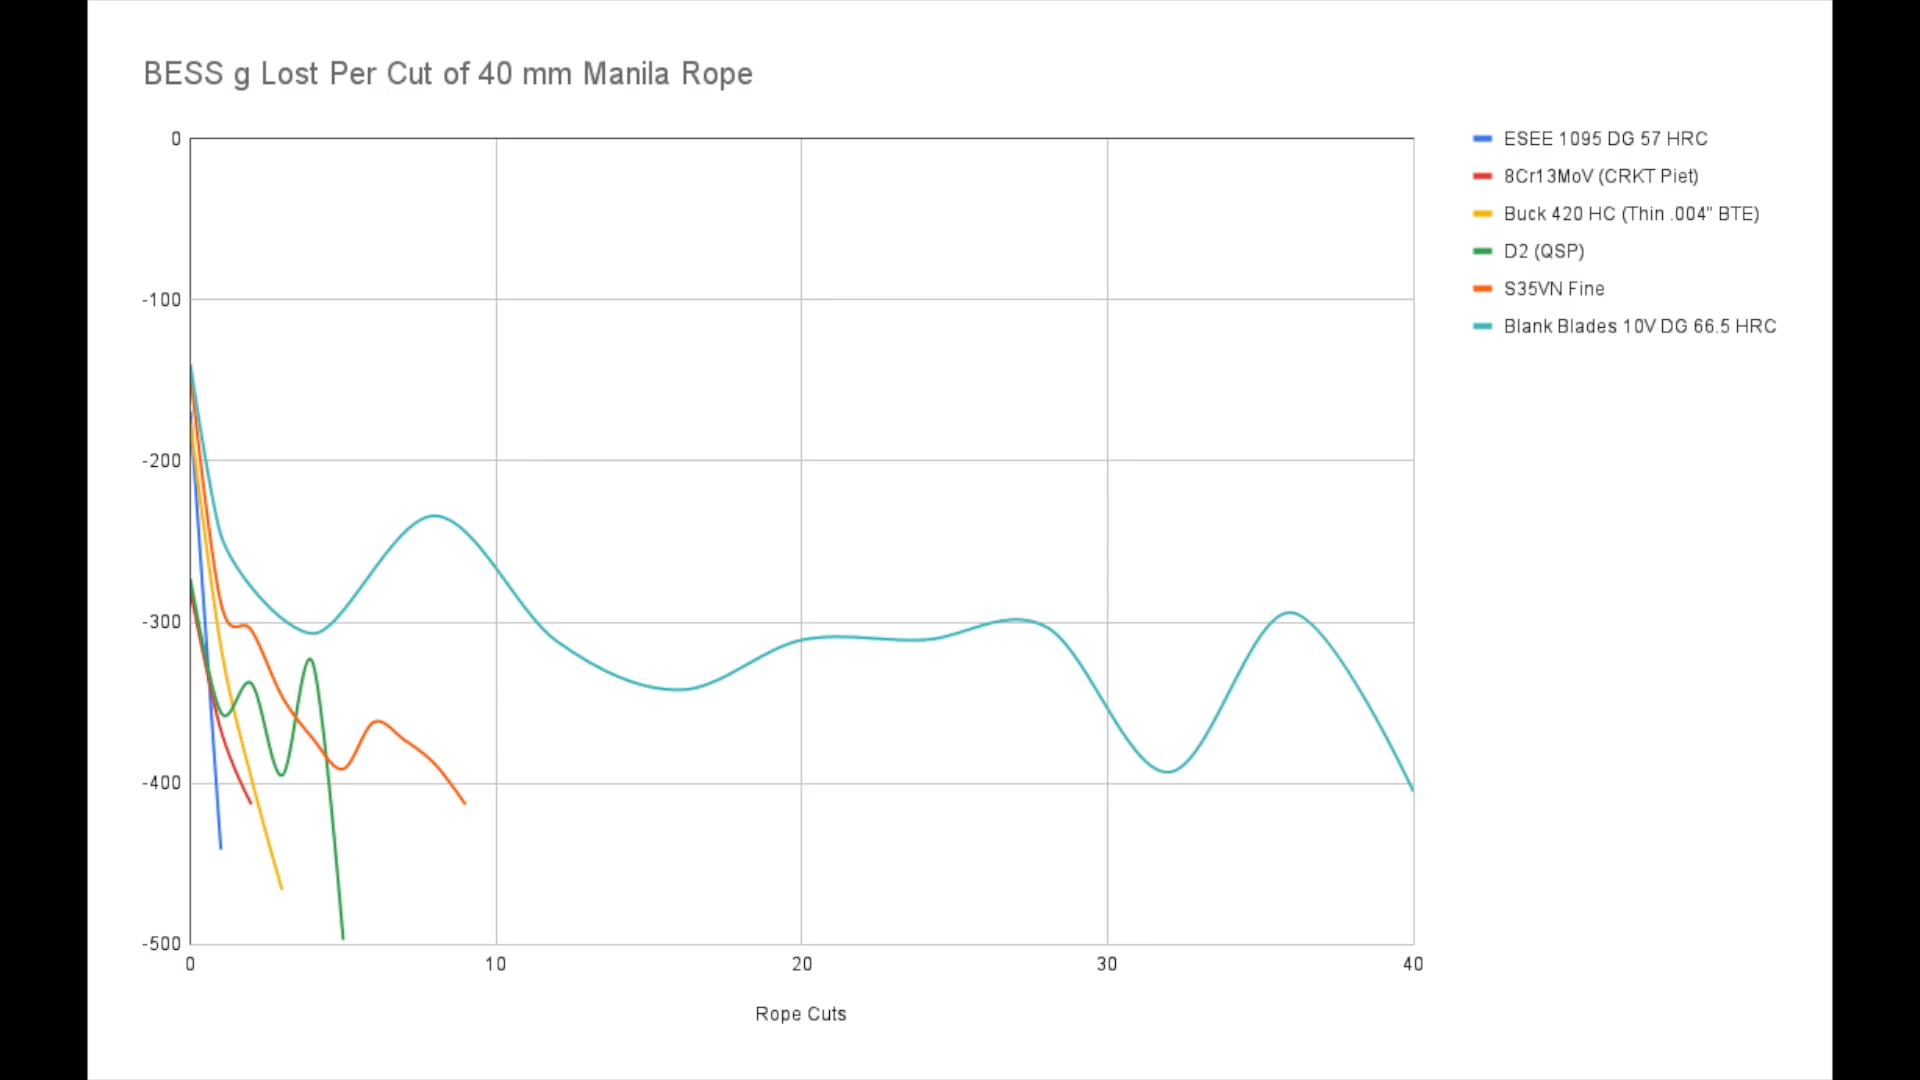 BESS g Lost Per Cut of 40 mm Manila Rope
0
-100
-200
-300
-400
-500
0
10
20
30
40
Rope Cuts
ESEE 1095 DG 57 HRC
8Cr13MoV (CRKT Piet)
Buck 420 HC (Thin .004" BTE)
D2 (QSP)
S35VN Fine
Blank Blades 10V DG 66.5 HRC